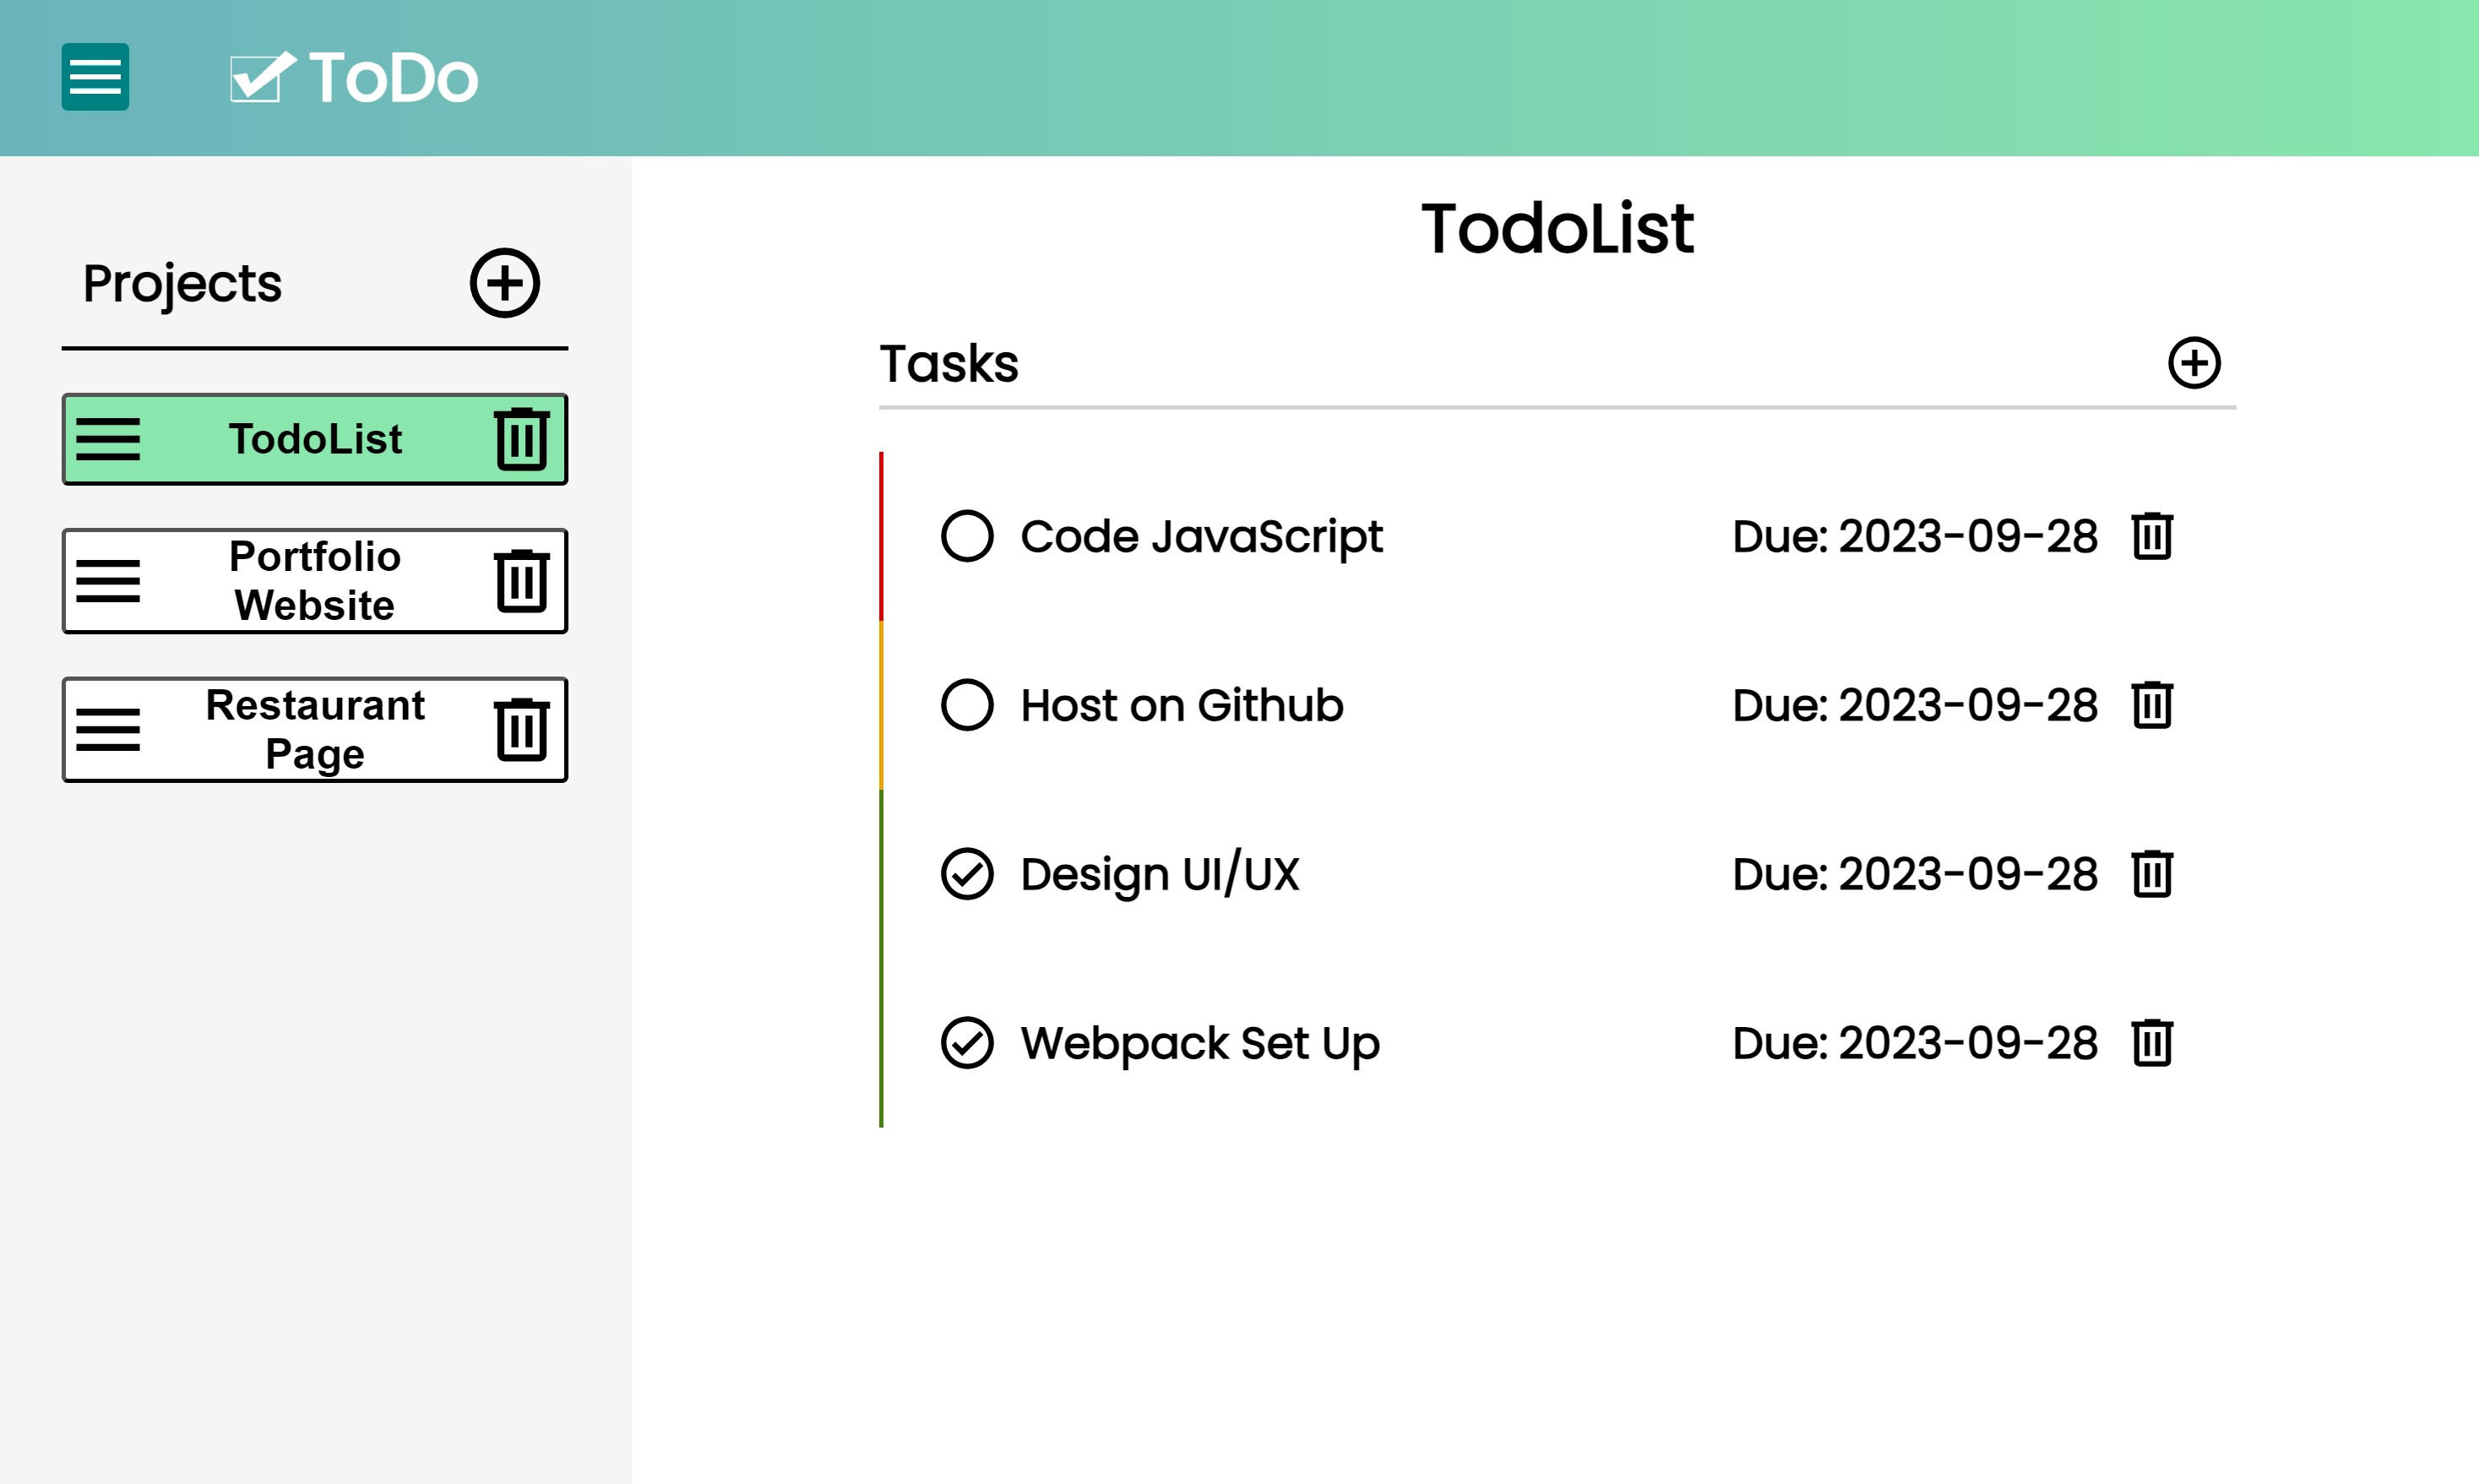 ToDo
Projects
TodoList
Portfolio
Website
Restaurant
Page
TodoList
Tasks
Code JavaScript Due: 2023-09-28
Host on Github Due: 2023-09-28
Design UI/UX Due: 2023-09-28
Webpack Set Up Due: 2023-09-28